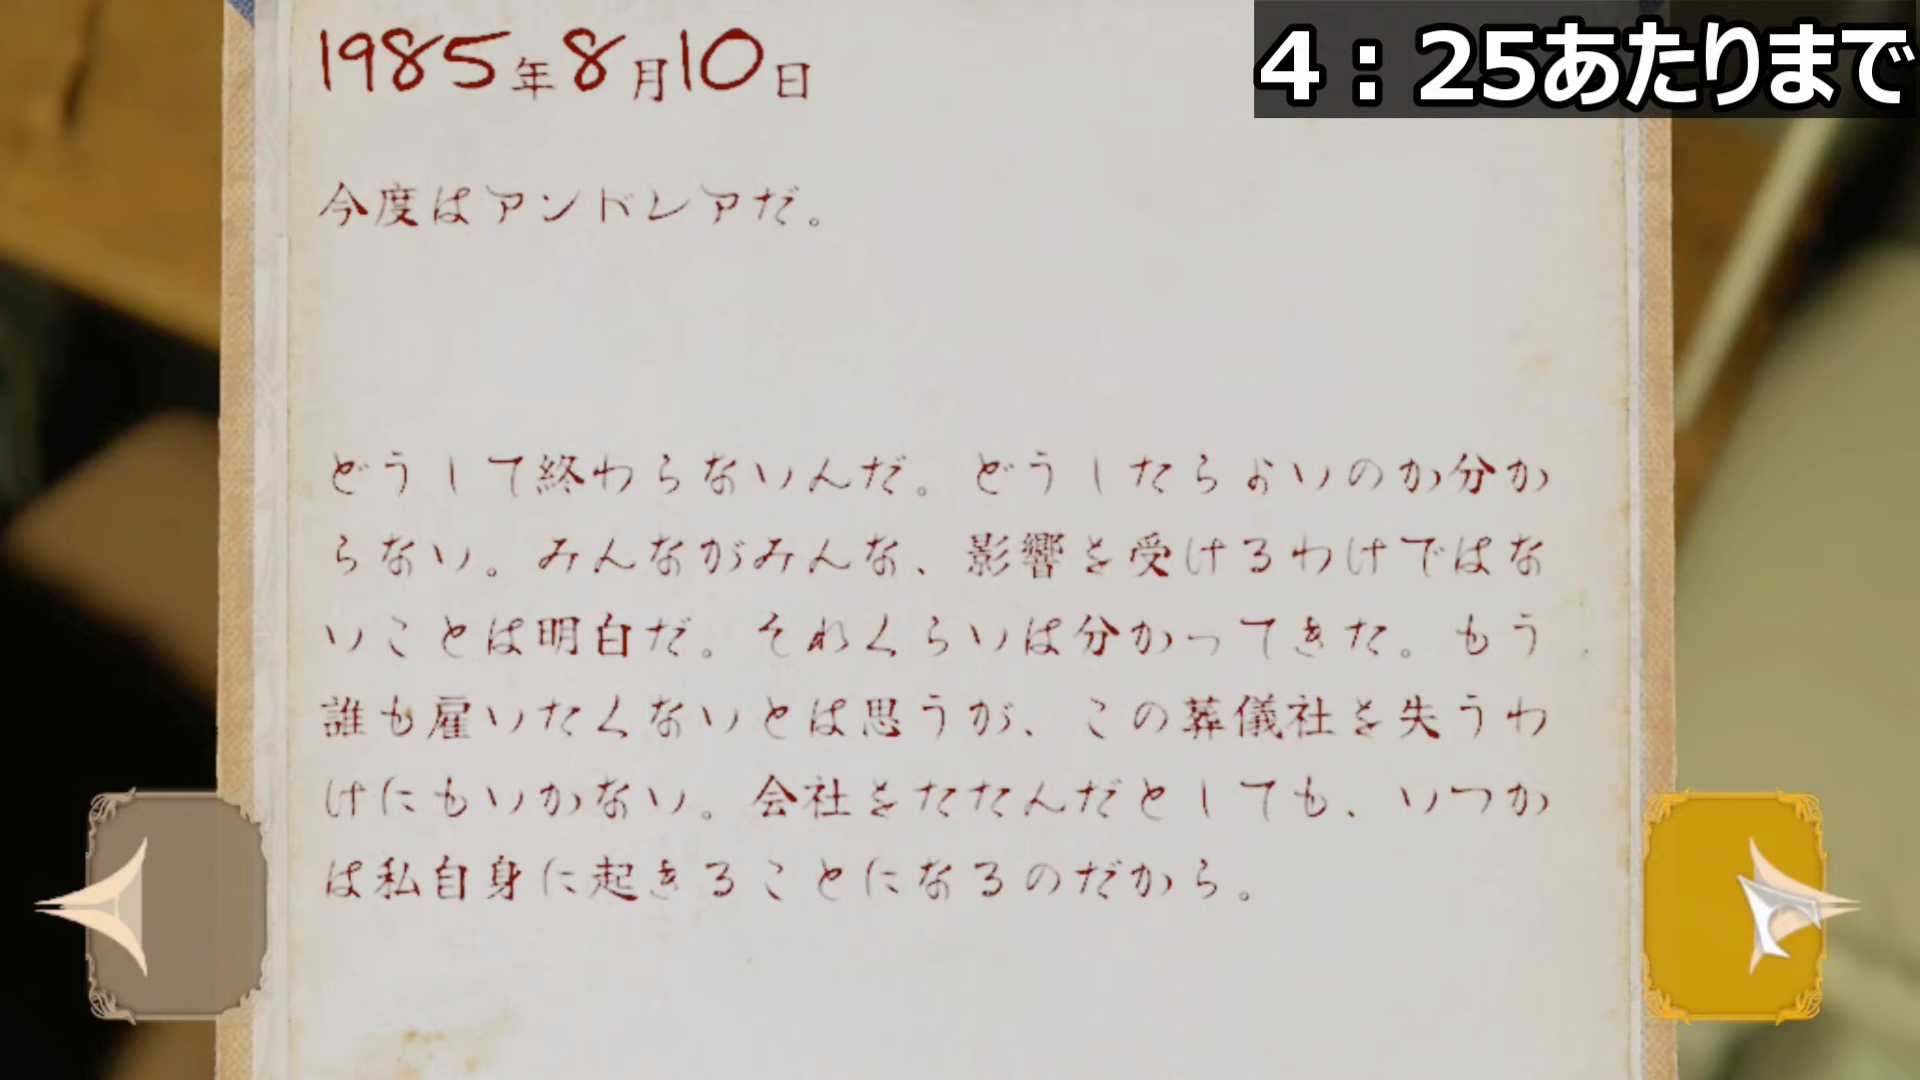 4：25あたりまで
1985年8月10日
今度はアンドレアだ。
どうして終わらないんだ。どうしたらよいのか分か
らない。みんながみんな、影響を受けるわけではな
いことは明白だ。それくらいは分かってきた。もう
誰も雇いたくないとは思うが、この葬儀社を失うわ
けにもいかない。会社をたたんだとしても、いつか
は私自身に起きることになるのだから。